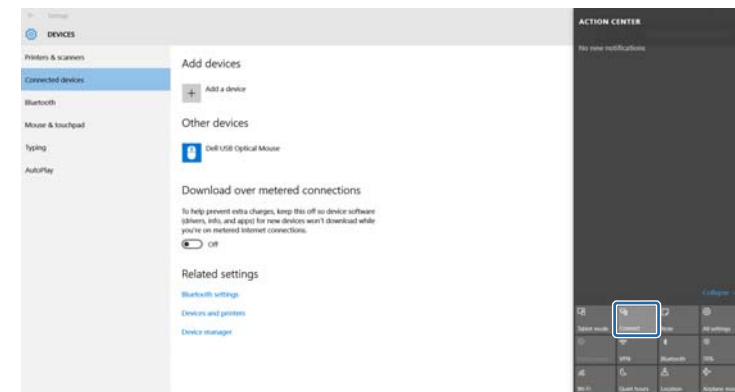 Settings
DEVICES
Printers & scanners
Connected devices
Bluetooth
Mouse & touchpad
Typing
AutoPlay
Add devices
Add a device
Other devices
Dell USB Optical Mouse
Download over metered connections
To help prevent extra charges, keep this off so device software
(drivers, info, and apps) for new devices won't download while
you're on metered Internet connections.
Off
Related settings
Bluetooth settings
Devices and printers
Device manager
ACTION CENTER
No new notifications
Collapse
Tablet mode
Connect
Note
All settings
VPN
Bluetooth
Wi-Fi
Quiet hours
Location
Airplane mode